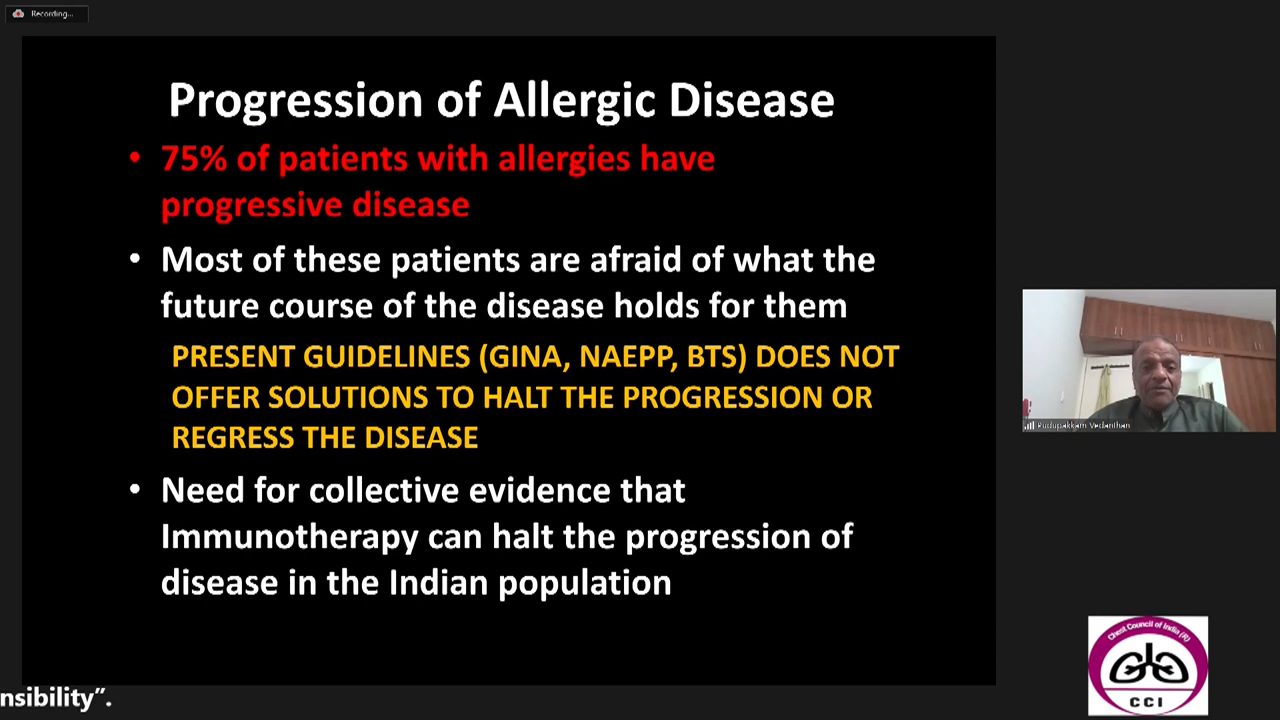 Recording...
Progression of Allergic Disease
• 75% of patients with allergies have
progressive disease
• Most of these patients are afraid of what the
future course of the disease holds for them
PRESENT GUIDELINES (GINA, NAEPP, BTS) DOES NOT
OFFER SOLUTIONS TO HALT THE PROGRESSION OR
REGRESS THE DISEASE
• Need for collective evidence that
Immunotherapy can halt the progression of
disease in the Indian population
Pudupakkam Vedanthan
Chest Council of India (R)
CCI
nsibility”.